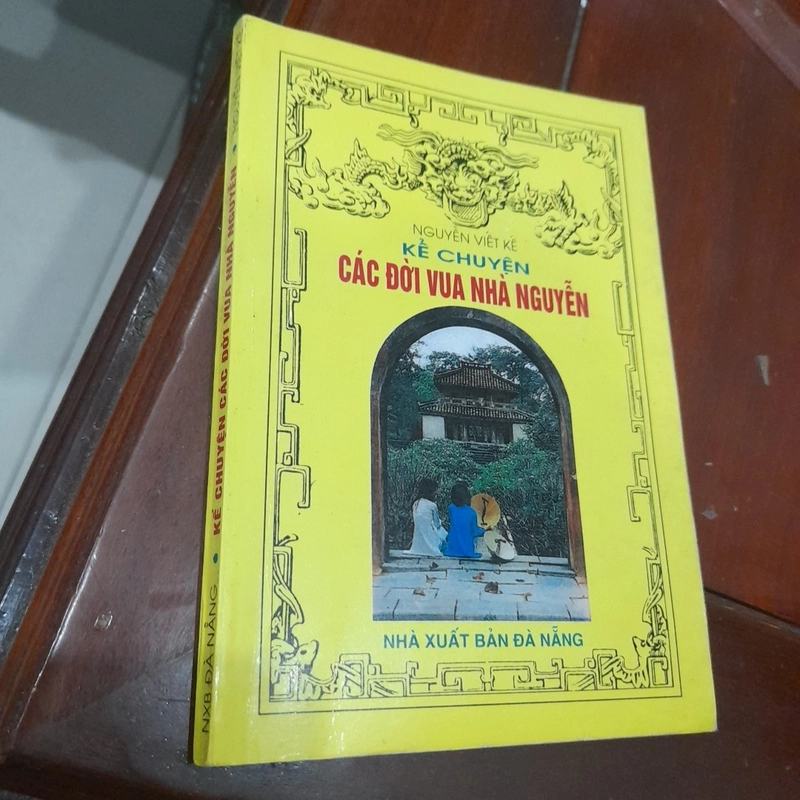 NGUYỄN VIẾT KẾ
KỂ CHUYỆN
CÁC ĐỜI VUA NHÀ NGUYỄN
NHÀ XUẤT BẢN ĐÀ NẴNG
NXB ĐÀ NẴNG • KỂ CHUYỆN CÁC ĐỜI VUA NHÀ NGUYỄN •